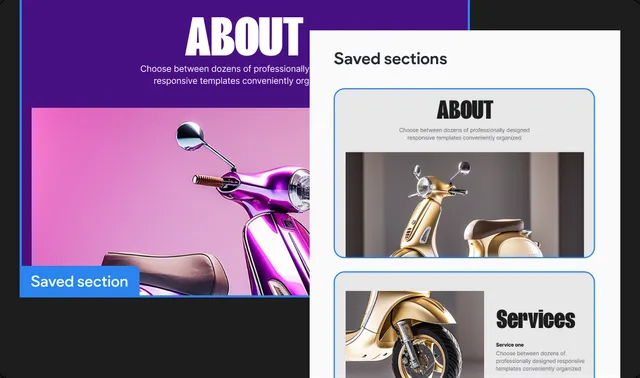 ABOUT
Choose between dozens of professionally
responsive templates conveniently org
Saved section
Saved sections
ABOUT
Choose between dozens of professionally designed
responsive templates conveniently organized
Services
Service one
Choose between dozens of
professionally designed responsive
templates conveniently organized